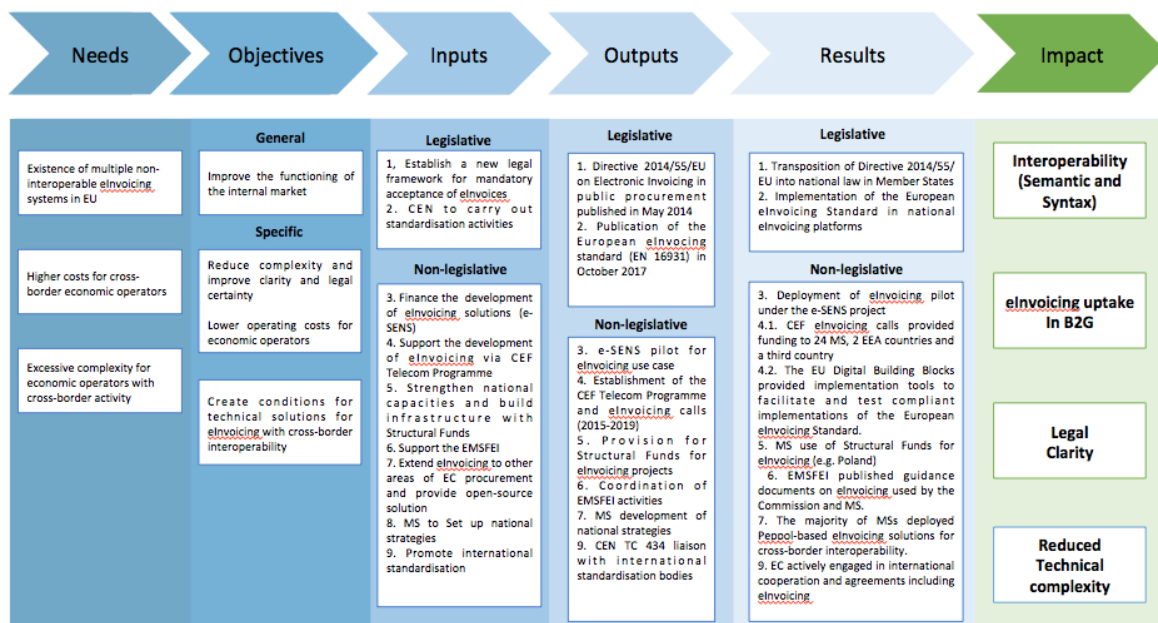 Needs
Objectives
Inputs
Outputs
Results
Impact
Existence of multiple non-
interoperable eInvoicing
systems in EU
Higher costs for cross-
border economic operators
Excessive complexity for
economic operators with
cross-border activity
General
Improve the functioning of
the internal market
Specific
Reduce complexity and
improve clarity and legal
certainty
Lower operating costs for
economic operators
Create conditions for
technical solutions for
eInvoicing with cross-border
interoperability
Legislative
1, Establish a new legal
framework for mandatory
acceptance of eInvoices
2. CEN to carry out
standardisation activities
Non-legislative
3. Finance the development
of eInvoicing solutions (e-
SENS)
4. Support the development
of eInvoicing via CEF
Telecom Programme
5. Strengthen national
capacities and build
infrastructure with
Structural Funds
6. Support the EMSFEI
7. Extend eInvoicing to other
areas of EC procurement
and provide open-source
solution
8. MS to Set up national
strategies
9. Promote international
standardisation
Legislative
1. Directive 2014/55/EU
on Electronic Invoicing in
public procurement
published in May 2014
2. Publication of the
European eInvocing
standard (EN 16931) in
October 2017
Non-legislative
3. e-SENS pilot for
eInvoicing use case
4. Establishment of the
CEF Telecom Programme
and eInvoicing calls
(2015-2019)
5. Provision for
Structural Funds for
eInvoicing projects
6. Coordination of
EMSFEI activities
7. MS development of
national strategies
9. CEN TC 434 liaison
with international
standardisation bodies
Legislative
1. Transposition of Directive 2014/55/
EU into national law in Member States
2. Implementation of the European
eInvoicing Standard in national
eInvoicing platforms
Non-legislative
3. Deployment of eInvoicing pilot
under the e-SENS project
4.1. CEF eInvoicing calls provided
funding to 24 MS, 2 EEA countries and
a third country
4.2. The EU Digital Building Blocks
provided implementation tools to
facilitate and test compliant
implementations of the European
eInvoicing Standard.
5. MS use of Structural Funds for
eInvoicing (e.g. Poland)
6. EMSFEI published guidance
documents on eInvoicing used by the
Commission and MS.
7. The majority of MSs deployed
Peppol-based eInvoicing solutions for
cross-border interoperability.
9. EC actively engaged in international
cooperation and agreements including
eInvoicing
Interoperability
(Semantic and
Syntax)
eInvoicing uptake
In B2G
Legal
Clarity
Reduced
Technical
complexity